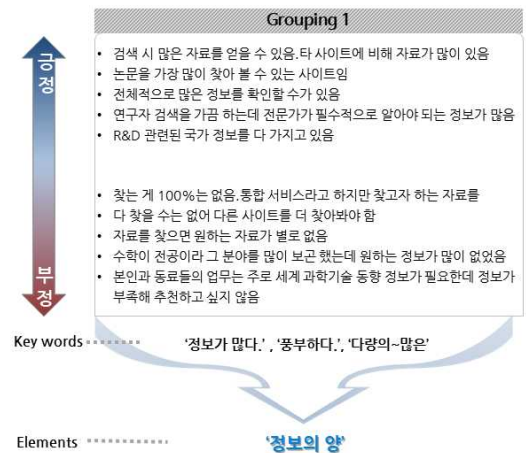 Grouping 1
긍정
• 검색 시 많은 자료를 얻을 수 있음.타 사이트에 비해 자료가 많이 있음
• 논문을 가장 많이 찾아 볼 수 있는 사이트임
• 전체적으로 많은 정보를 확인할 수가 있음
• 연구자 검색을 가끔 하는데 전문가가 필수적으로 알아야 되는 정보가 많음
• R&D 관련된 국가 정보를 다 가지고 있음
• 찾는 게 100%는 없음.통합 서비스라고 하지만 찾고자 하는 자료를
• 다 찾을 수는 없어 다른 사이트를 더 찾아봐야 함
• 자료를 찾으면 원하는 자료가 별로 없음
• 수학이 전공이라 그 분야를 많이 보곤 했는데 원하는 정보가 많이 없었음
• 본인과 동료들의 업무는 주로 세계 과학기술 동향 정보가 필요한데 정보가
부족해 추천하고 싶지 않음
부정
Key words
‘정보가 많다.’ , ‘풍부하다.’, ‘다량의~많은’
Elements
‘정보의 양’